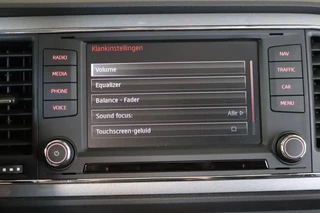 Klankinstellingen
RADIO
NAV
Volume
MEDIA
TRAFFIC
Equalizer
PHONE
CAR
Balance - Fader
VOICE
MENU
Sound focus: Alle
Touchscreen-geluid